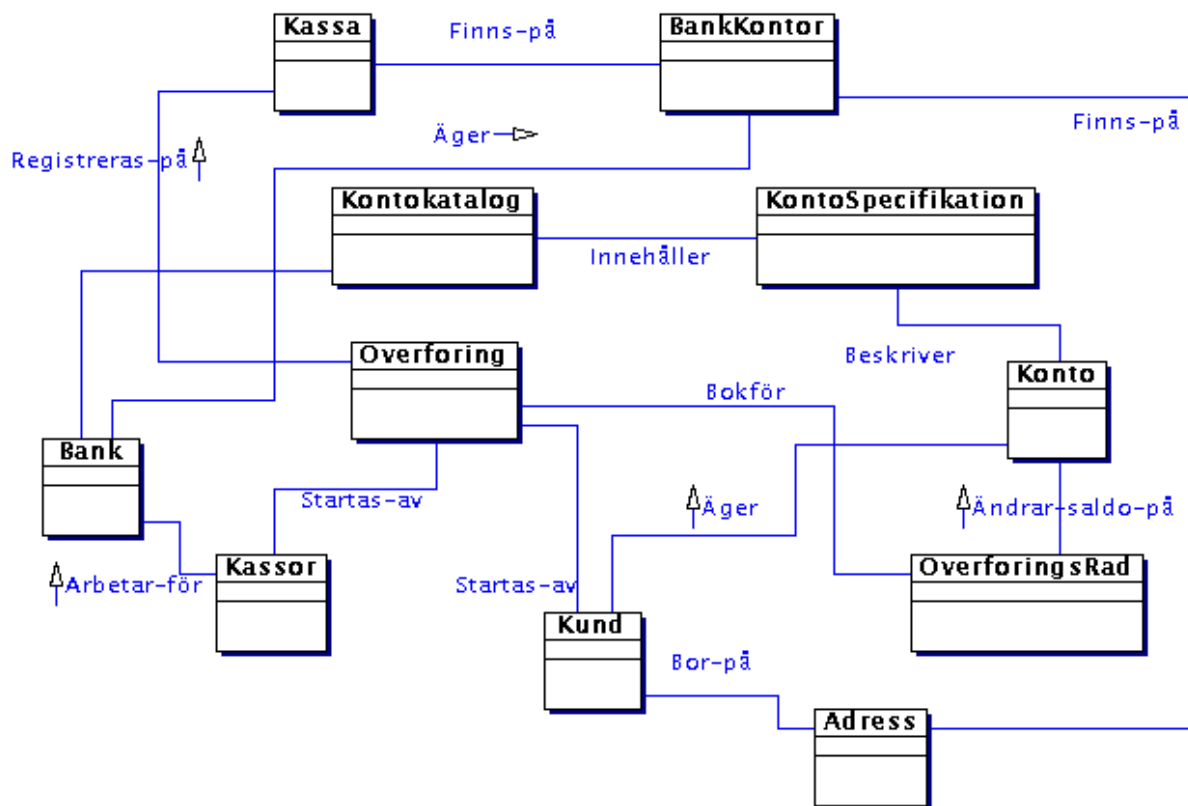 Kassa
Finns-på
BankKontor
Finns-på
Äger
Registreras-på
Kontokatalog
KontoSpecifikation
Innehåller
Overforing
Beskriver
Konto
Bokför
Bank
Startas-av
Äger
Ändrar-saldo-på
Arbetar-för
Kassor
Startas-av
OverforingsRad
Kund
Bor-på
Adress